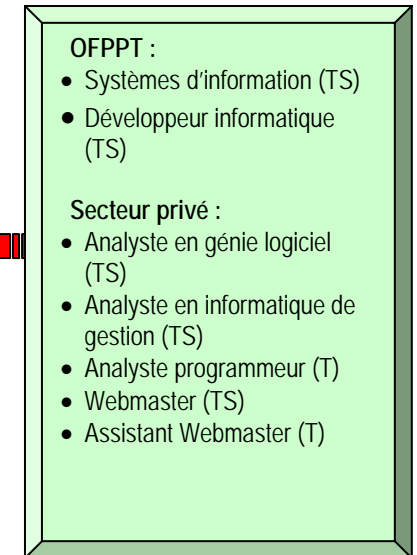 OFPPT :
• Systèmes d'information (TS)
• Développeur informatique
(TS)
Secteur privé :
• Analyste en génie logiciel
(TS)
• Analyste en informatique de
gestion (TS)
• Analyste programmeur (T)
• Webmaster (TS)
• Assistant Webmaster (T)